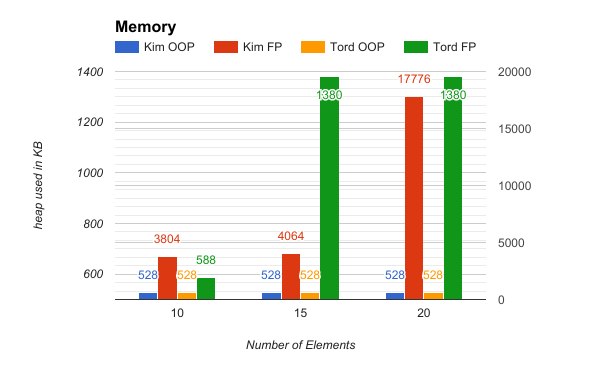 Memory
Kim OOP Kim FP Tord OOP Tord FP
1400 20000
17776
1380 1380
1200 15000
heap used in KB
1000 10000
800 5000
3804 4064
588
600 528 528 528 528 528 528
0
10 15 20
Number of Elements